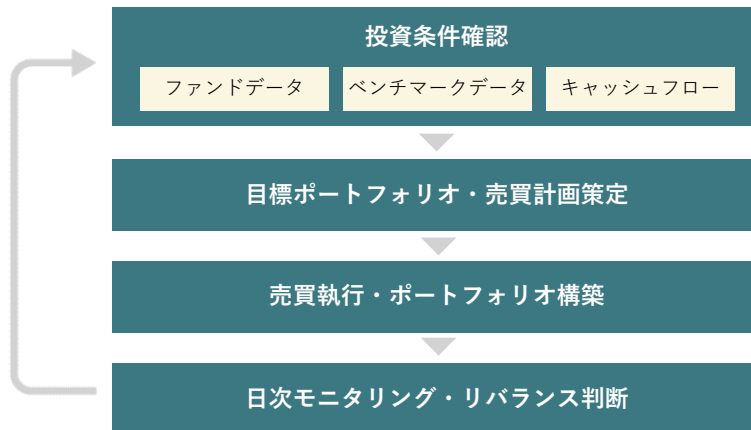 投資条件確認
ファンドデータ
ベンチマークデータ
キャッシュフロー
目標ポートフォリオ・売買計画策定
売買執行・ポートフォリオ構築
日次モニタリング・リバランス判断